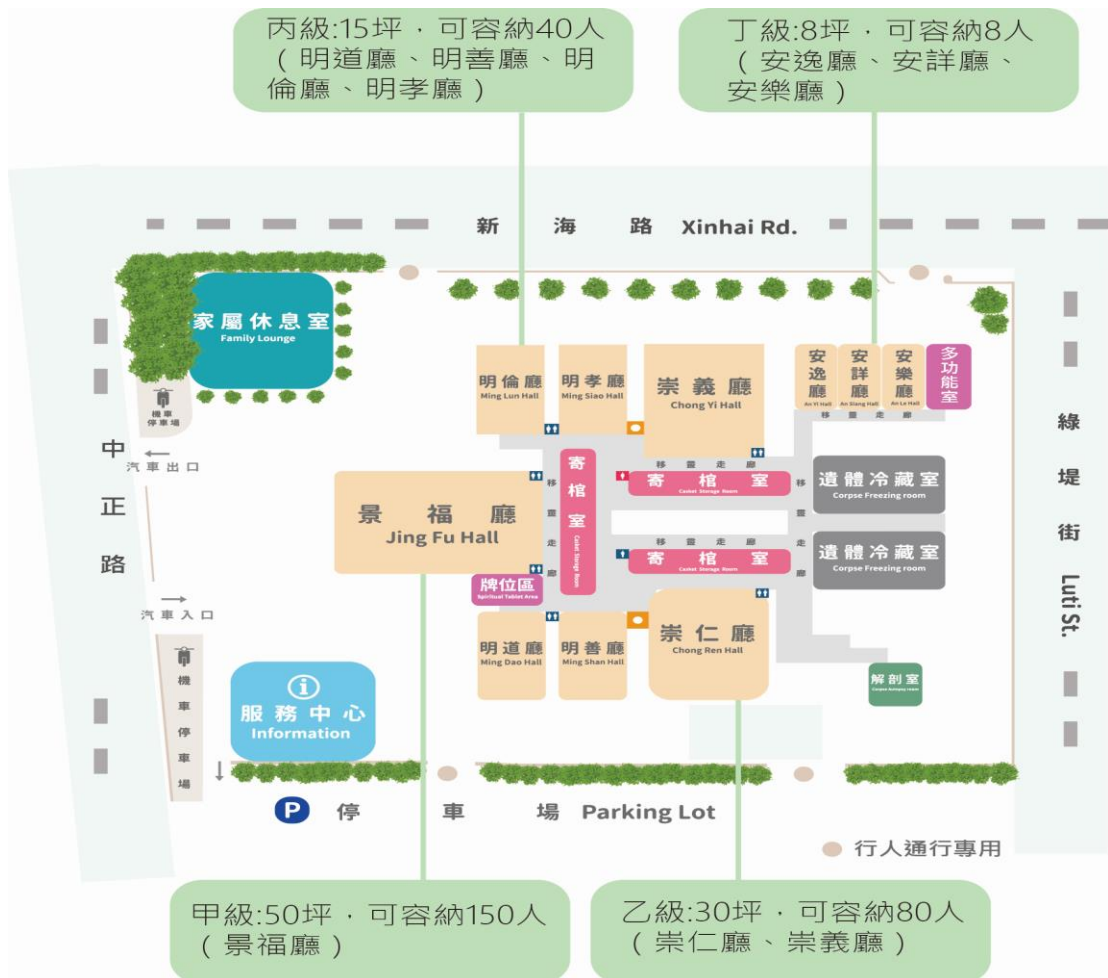 丙級:15坪，可容納40人
（明道廳、明善廳、明
倫廳、明孝廳）
丁級:8坪，可容納8人
（安逸廳、安詳廳、
安樂廳）
新海路 Xinhai Rd.
家屬休息室
Family Lounge
機車
停車場
汽車出口
中正路
汽車入口
機車停車場
明倫廳
Ming Lun Hall
明孝廳
Ming Siao Hall
崇義廳
Chong Yi Hall
安逸廳
An Yi Hall
安詳廳
An Xiang Hall
安樂廳
An Le Hall
多功能室
移靈走廊
綠堤街 Luti St.
景福廳
Jing Fu Hall
寄棺室
Casket Storage Room
移靈走廊
移靈走廊
寄棺室
Casket Storage Room
移靈走廊
寄棺室
Casket Storage Room
移靈走廊
遺體冷藏室
Corpse Freezing room
遺體冷藏室
Corpse Freezing room
牌位區
Spiritual Tablet Area
明道廳
Ming Dao Hall
明善廳
Ming Shan Hall
崇仁廳
Chong Ren Hall
解剖室
Corpse Autopsy room
i
服務中心
Information
P 停車場 Parking Lot
行人通行專用
甲級:50坪，可容納150人
（景福廳）
乙級:30坪，可容納80人
（崇仁廳、崇義廳）